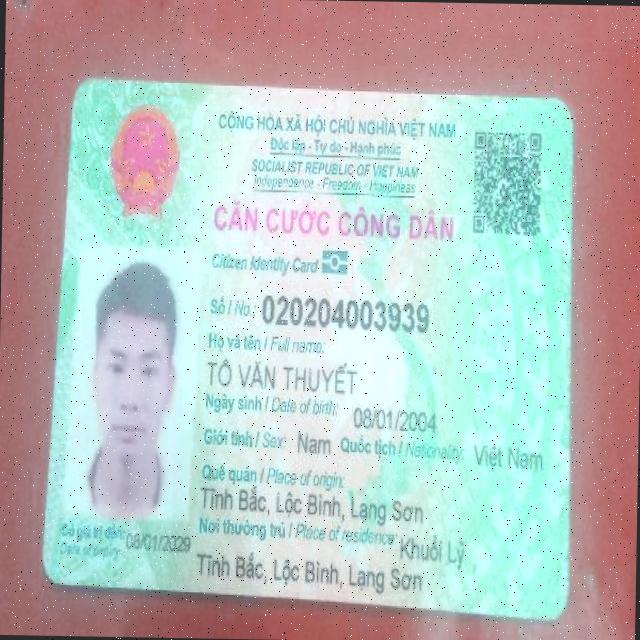 CỘNG HÒA XÃ HỘI CHỦ NGHĨA VIỆT NAM
Độc lập - Tự do - Hạnh phúc
SOCIALIST REPUBLIC OF VIET NAM
Independence - Freedom - Happiness
CĂN CƯỚC CÔNG DÂN
Citizen Identity Card
Số / No.: 020204003939
Họ và tên / Full name:
TÔ VĂN THUYẾT
Ngày sinh / Date of birth: 08/01/2004
Giới tính / Sex: Nam Quốc tịch / Nationality: Việt Nam
Quê quán / Place of origin:
Tĩnh Bắc, Lộc Bình, Lạng Sơn
Nơi thường trú / Place of residence: Khuổi Lỳ
Tĩnh Bắc, Lộc Bình, Lạng Sơn
Có giá trị đến: 08/01/2029
Date of expiry: